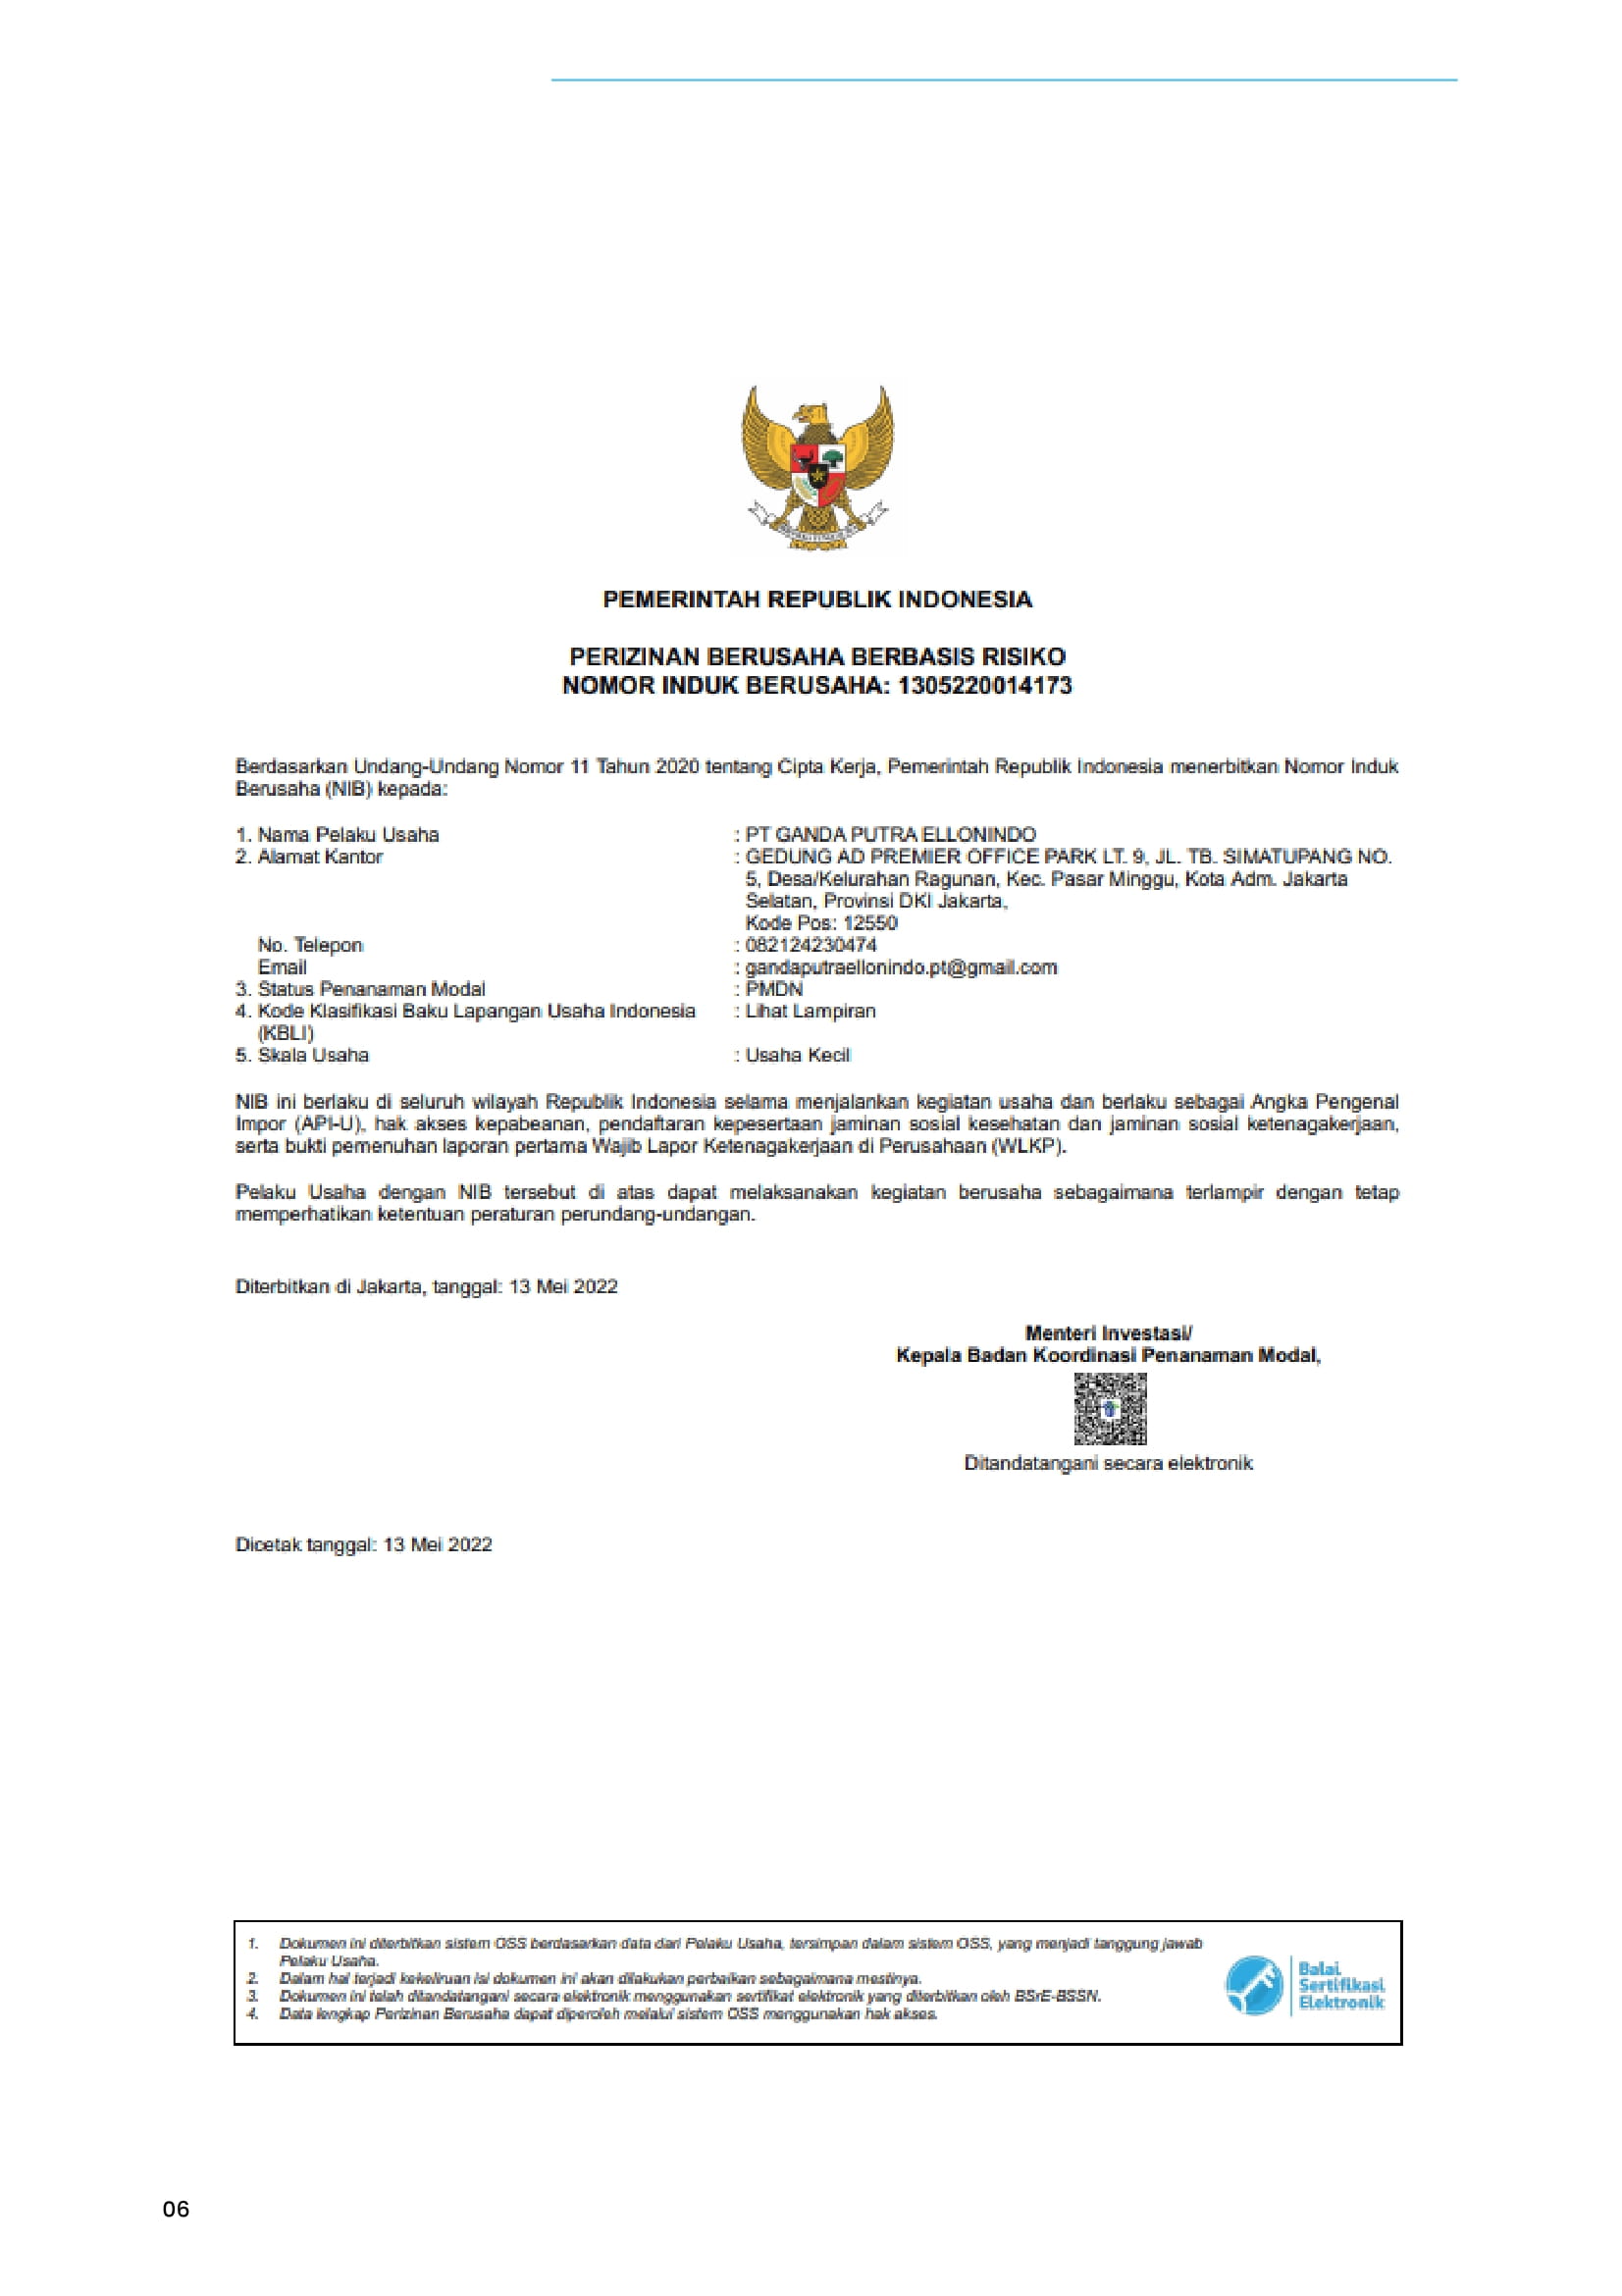 PEMERINTAH REPUBLIK INDONESIA
PERIZINAN BERUSAHA BERBASIS RISIKO
NOMOR INDUK BERUSAHA: 1305220014173
Berdasarkan Undang-Undang Nomor 11 Tahun 2020 tentang Cipta Kerja, Pemerintah Republik Indonesia menerbitkan Nomor Induk
Berusaha (NIB) kepada:
1. Nama Pelaku Usaha : PT GANDA PUTRA ELLONINDO
2. Alamat Kantor : GEDUNG AD PREMIER OFFICE PARK LT. 9, JL. TB. SIMATUPANG NO.
5, Desa/Kelurahan Ragunan, Kec. Pasar Minggu, Kota Adm. Jakarta
Selatan, Provinsi DKI Jakarta,
Kode Pos: 12550
No. Telepon : 082124230474
Email : gandaputraellonindo.pt@gmail.com
3. Status Penanaman Modal : PMDN
4. Kode Klasifikasi Baku Lapangan Usaha Indonesia : Lihat Lampiran
(KBLI)
5. Skala Usaha : Usaha Kecil
NIB ini berlaku di seluruh wilayah Republik Indonesia selama menjalankan kegiatan usaha dan berlaku sebagai Angka Pengenal
Impor (API-U), hak akses kepabeanan, pendaftaran kepesertaan jaminan sosial kesehatan dan jaminan sosial ketenagakerjaan,
serta bukti pemenuhan laporan pertama Wajib Lapor Ketenagakerjaan di Perusahaan (WLKP).
Pelaku Usaha dengan NIB tersebut di atas dapat melaksanakan kegiatan berusaha sebagaimana terlampir dengan tetap
memperhatikan ketentuan peraturan perundang-undangan.
Diterbitkan di Jakarta, tanggal: 13 Mei 2022
Menteri Investasi/
Kepala Badan Koordinasi Penanaman Modal,
Ditandatangani secara elektronik
Dicetak tanggal: 13 Mei 2022
1. Dokumen ini diterbitkan sistem OSS berdasarkan data dari Pelaku Usaha, tersimpan dalam sistem OSS, yang menjadi tanggung jawab
Pelaku Usaha.
2. Dalam hal terjadi kekeliruan isi dokumen ini akan dilakukan perbaikan sebagaimana mestinya.
3. Dokumen ini telah ditandatangani secara elektronik menggunakan sertifikat elektronik yang diterbitkan oleh BSrE-BSSN.
4. Data lengkap Perizinan Berusaha dapat diperoleh melalui sistem OSS menggunakan hak akses.
Balai
Sertifikasi
Elektronik
06